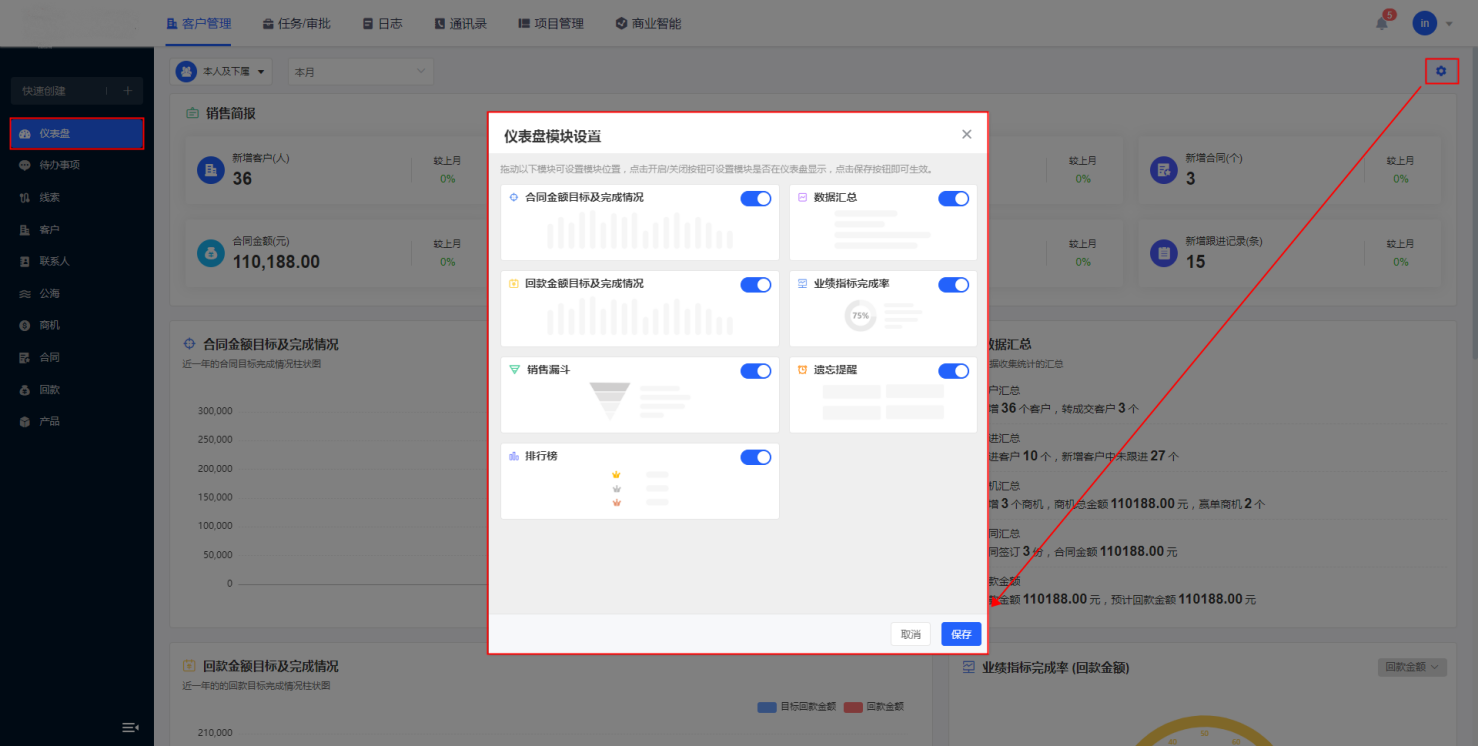 客户管理
任务/审批
日志
通讯录
项目管理
商业智能
5
in
快速创建
仪表盘
待办事项
线索
客户
联系人
公海
商机
合同
回款
产品
本人及下属
本月
销售简报
新增客户(人)
36
较上月
0%
较上月
0%
新增合同(个)
3
较上月
0%
合同金额(元)
110,188.00
较上月
0%
较上月
0%
新增跟进记录(条)
15
较上月
0%
仪表盘模块设置
拖动以下模块可设置模块位置，点击开启/关闭按钮可设置模块是否在仪表盘显示，点击保存按钮即可生效。
合同金额目标及完成情况
数据汇总
回款金额目标及完成情况
业绩指标完成率
75%
销售漏斗
遗忘提醒
排行榜
取消
保存
合同金额目标及完成情况
近一年的合同目标完成情况柱状图
300,000
250,000
200,000
150,000
100,000
50,000
0
据汇总
据收集统计的汇总
户汇总
增 36 个客户，转成交客户 3 个
进汇总
进客户 10 个，新增客户中未跟进 27 个
机汇总
增 3 个商机，商机总金额 110188.00 元，赢单商机 2 个
同汇总
同签订 3 份，合同金额 110188.00 元
款金额
金额 110188.00 元，预计回款金额 110188.00 元
回款金额目标及完成情况
近一年的的回款目标完成情况柱状图
目标回款金额
回款金额
210,000
业绩指标完成率 (回款金额)
回款金额
40
50
60